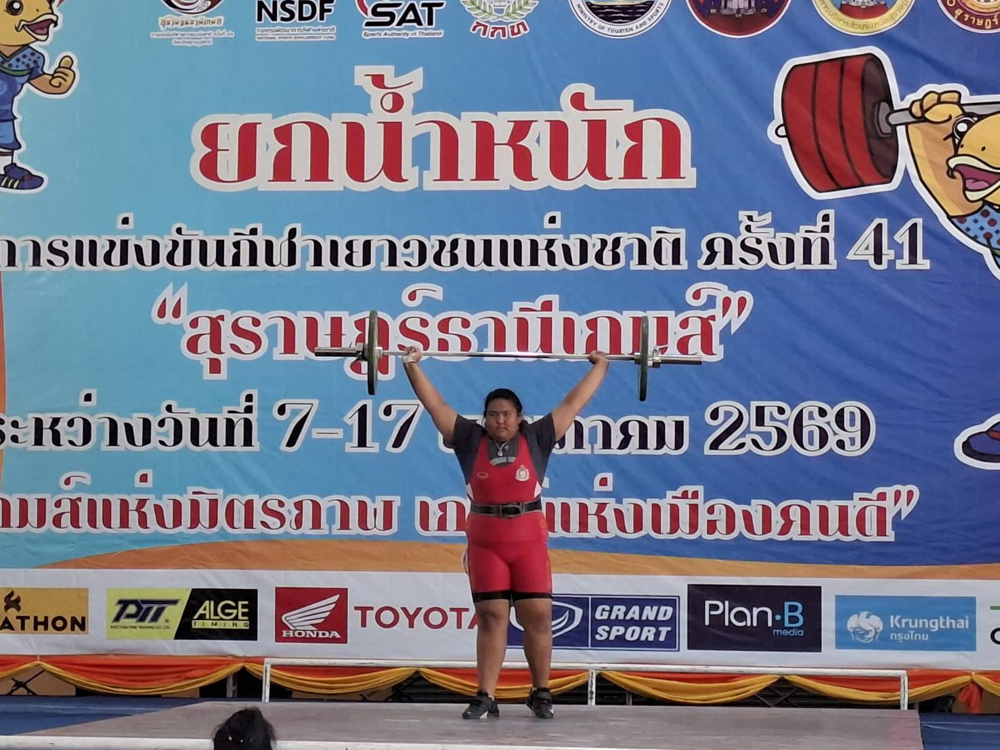 NSDF SAT กกท
NATIONAL SPORTS DEVELOPMENT FUND Sports Authority of Thailand MINISTRY OF TOURISM AND SPORTS
ยกน้ำหนัก
การแข่งขันกีฬาเยาวชนแห่งชาติ ครั้งที่ 41
“สุราษฎร์ธานีเกมส์”
ระหว่างวันที่ 7-17 2569
เกมส์แห่งมิตรภาพ แห่งเมืองคนดี”
ATHON PTT ALGE TIMING HONDA TOYOTA GRAND SPORT Plan·B media Krungthai กรุงไทย